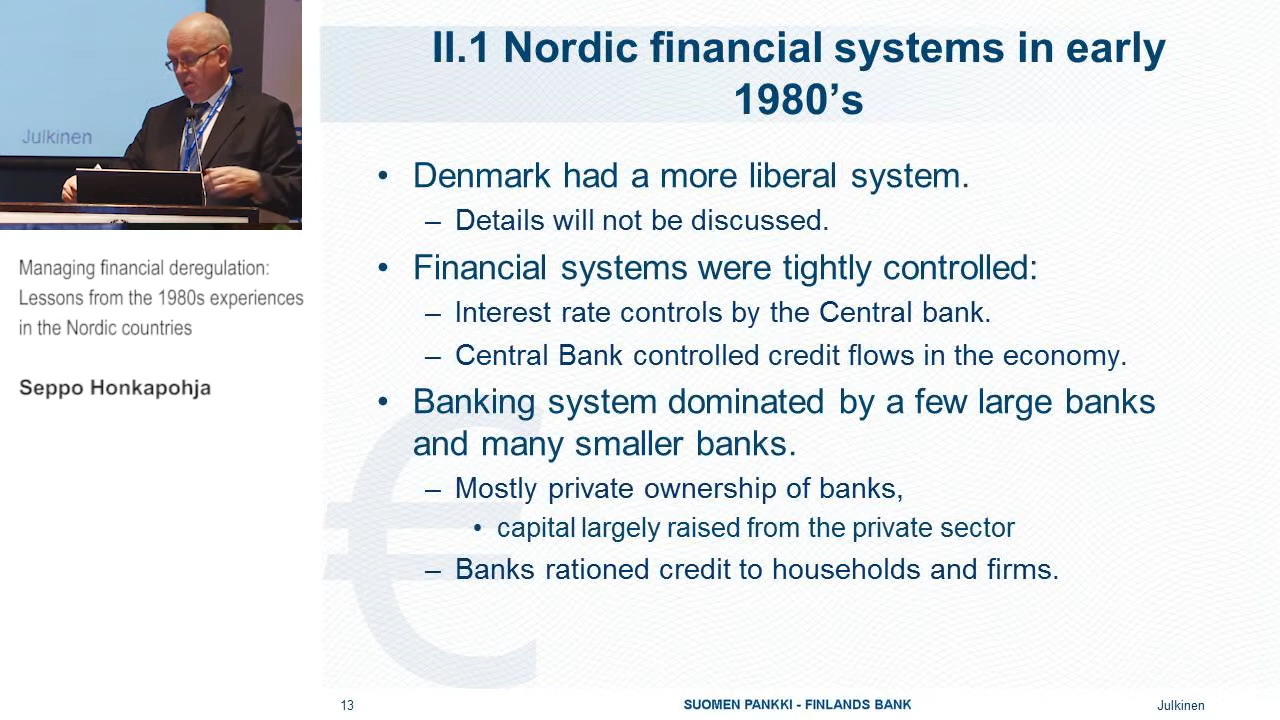 Julkinen
Managing financial deregulation:
Lessons from the 1980s experiences
in the Nordic countries
Seppo Honkapohja
II.1 Nordic financial systems in early
1980’s
• Denmark had a more liberal system.
– Details will not be discussed.
• Financial systems were tightly controlled:
– Interest rate controls by the Central bank.
– Central Bank controlled credit flows in the economy.
• Banking system dominated by a few large banks
and many smaller banks.
– Mostly private ownership of banks,
• capital largely raised from the private sector
– Banks rationed credit to households and firms.
13
SUOMEN PANKKI - FINLANDS BANK
Julkinen